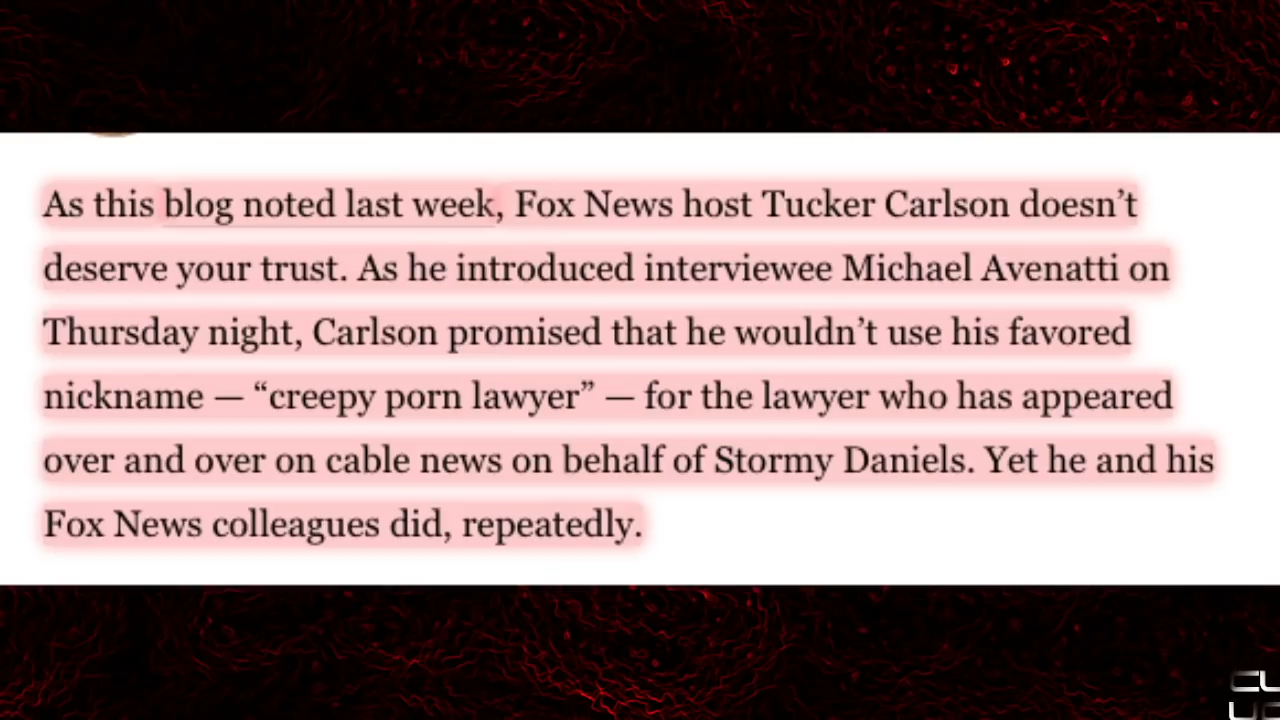 As this blog noted last week, Fox News host Tucker Carlson doesn’t
deserve your trust. As he introduced interviewee Michael Avenatti on
Thursday night, Carlson promised that he wouldn’t use his favored
nickname — “creepy porn lawyer” — for the lawyer who has appeared
over and over on cable news on behalf of Stormy Daniels. Yet he and his
Fox News colleagues did, repeatedly.